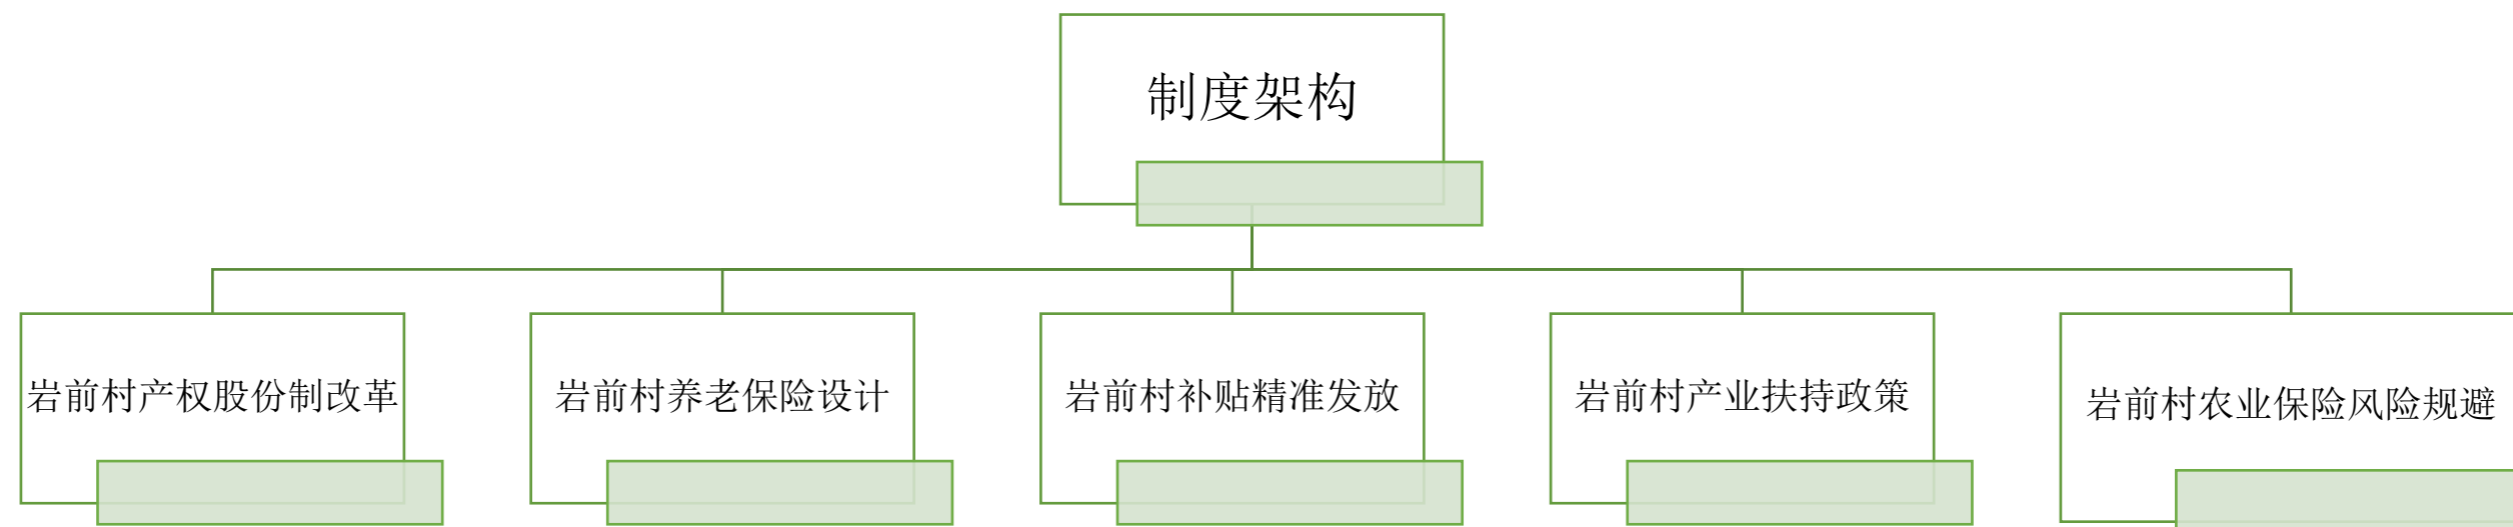 制度架构
岩前村产权股份制改革
岩前村养老保险设计
岩前村补贴精准发放
岩前村产业扶持政策
岩前村农业保险风险规避